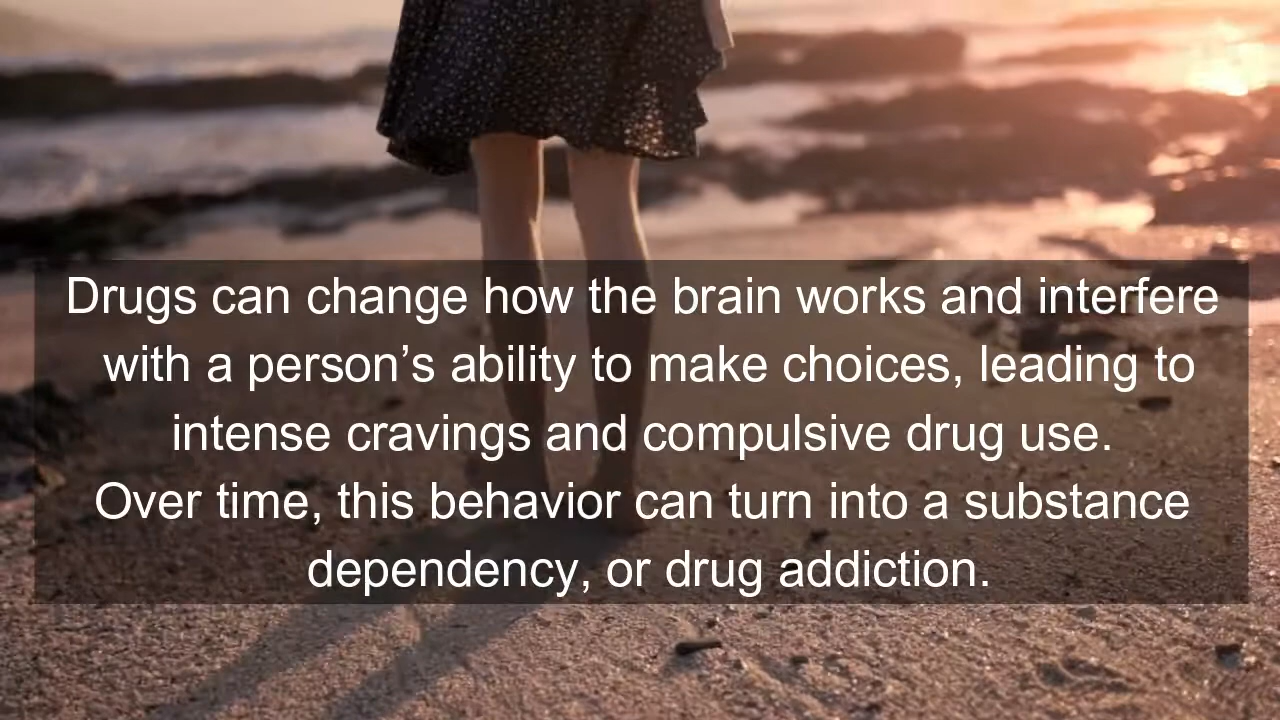 Drugs can change how the brain works and interfere
with a person’s ability to make choices, leading to
intense cravings and compulsive drug use.
Over time, this behavior can turn into a substance
dependency, or drug addiction.